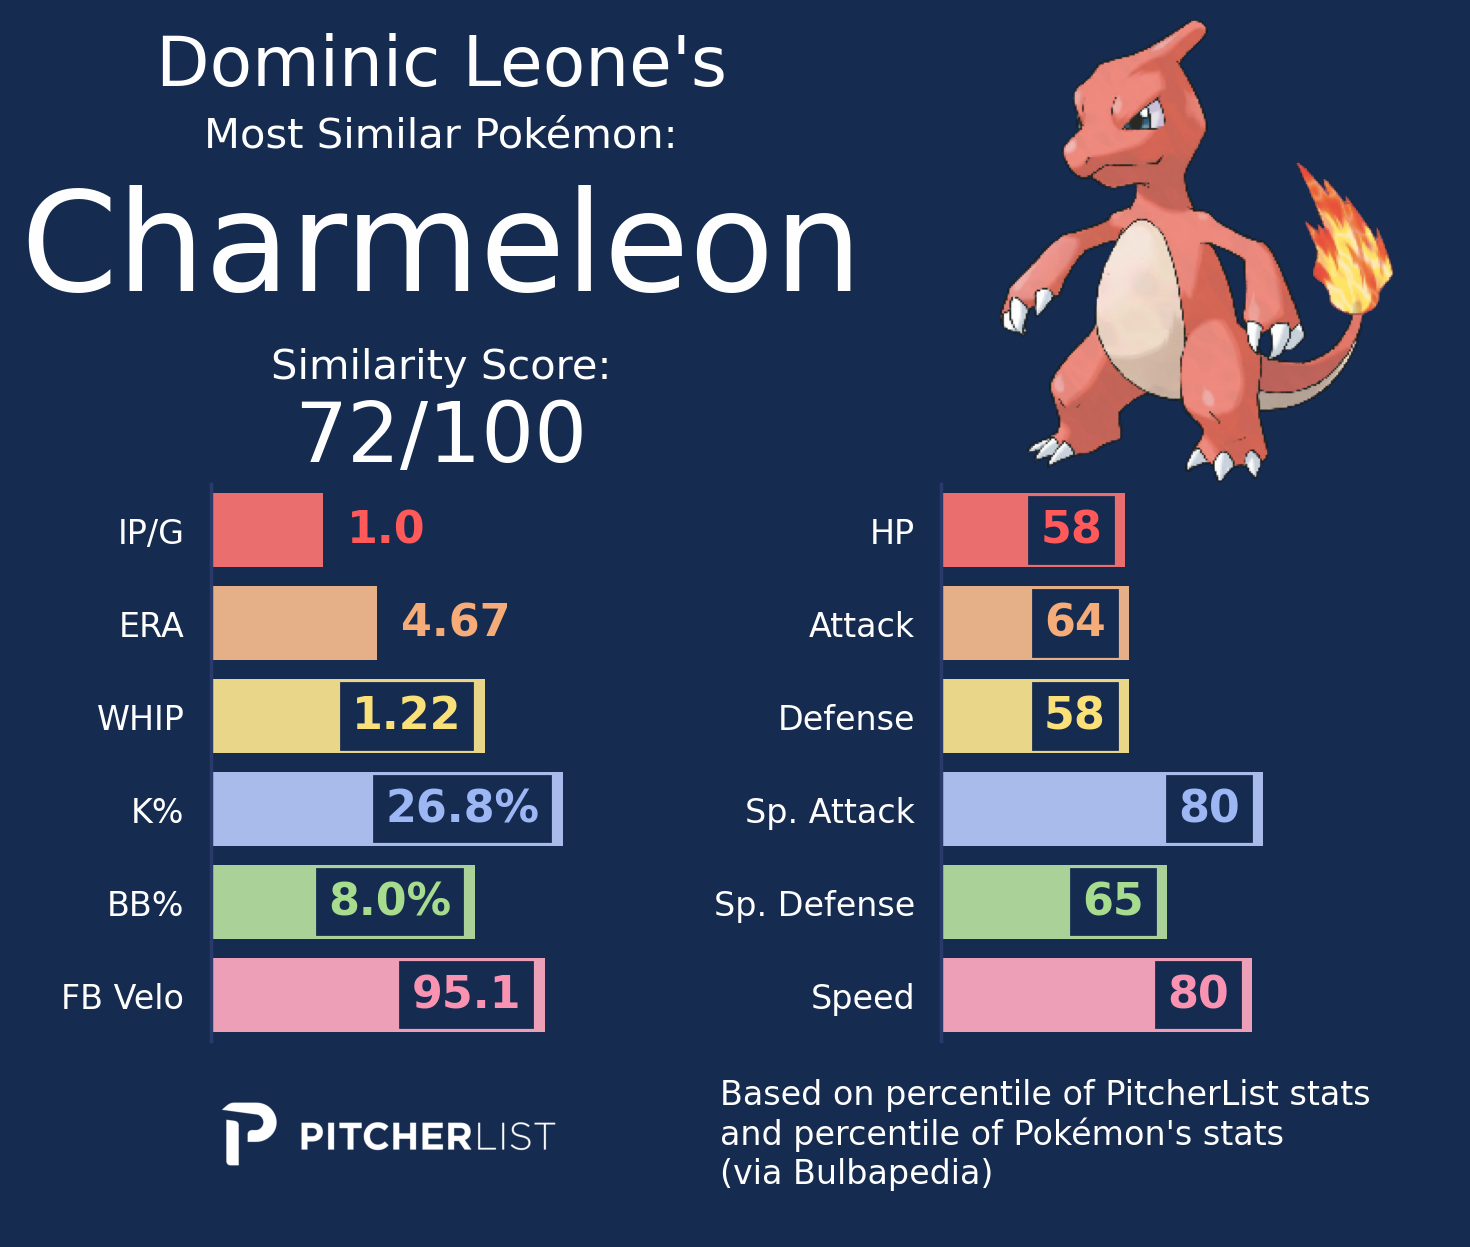 Dominic Leone's
Most Similar Pokémon:
Charmeleon
Similarity Score:
72/100
IP/G 1.0
ERA 4.67
WHIP 1.22
K% 26.8%
BB% 8.0%
FB Velo 95.1
HP 58
Attack 64
Defense 58
Sp. Attack 80
Sp. Defense 65
Speed 80
PITCHERLIST
Based on percentile of PitcherList stats
and percentile of Pokémon's stats
(via Bulbapedia)